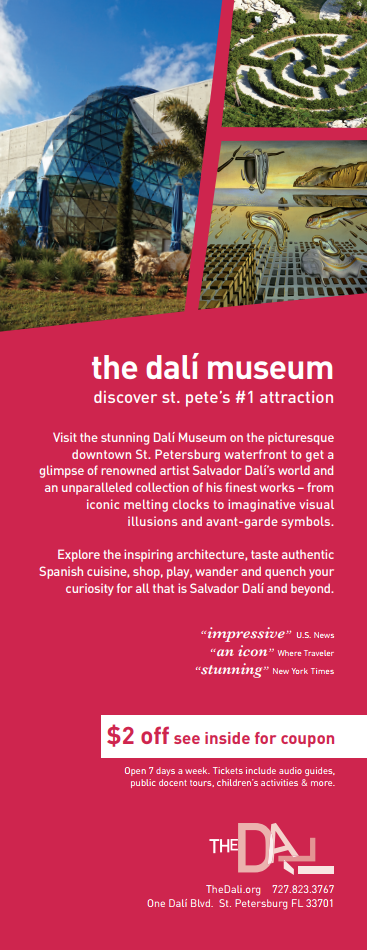 the dalí museum
discover st. pete's #1 attraction
Visit the stunning Dalí Museum on the picturesque
downtown St. Petersburg waterfront to get a
glimpse of renowned artist Salvador Dalí's world and
an unparalleled collection of his finest works – from
iconic melting clocks to imaginative visual
illusions and avant-garde symbols.
Explore the inspiring architecture, taste authentic
Spanish cuisine, shop, play, wander and quench your
curiosity for all that is Salvador Dalí and beyond.
"impressive" U.S. News
"an icon" Where Traveler
"stunning" New York Times
$2 off see inside for coupon
Open 7 days a week. Tickets include audio guides,
public docent tours, children's activities & more.
THE DALÍ
TheDali.org 727.823.3767
One Dalí Blvd. St. Petersburg FL 33701